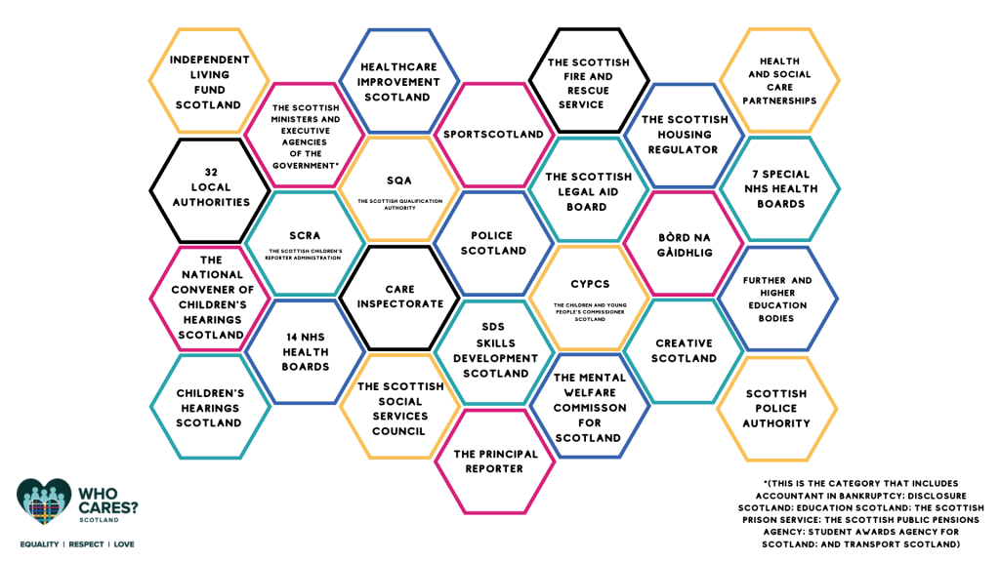 INDEPENDENT
LIVING
FUND
SCOTLAND
HEALTHCARE
IMPROVEMENT
SCOTLAND
THE SCOTTISH
FIRE AND
RESCUE
SERVICE
HEALTH
AND SOCIAL
CARE
PARTNERSHIPS
THE SCOTTISH
MINISTERS AND
EXECUTIVE
AGENCIES
OF THE
GOVERNMENT*
SPORTSCOTLAND
THE SCOTTISH
HOUSING
REGULATOR
32
LOCAL
AUTHORITIES
SQA
THE SCOTTISH QUALIFICATION
AUTHORITY
THE SCOTTISH
LEGAL AID
BOARD
7 SPECIAL
NHS HEALTH
BOARDS
SCRA
THE SCOTTISH CHILDREN'S
REPORTER ADMINISTRATION
POLICE
SCOTLAND
BÒRD NA
GÀIDHLIG
THE
NATIONAL
CONVENER OF
CHILDREN'S
HEARINGS
SCOTLAND
CARE
INSPECTORATE
CYPCS
THE CHILDREN AND YOUNG
PEOPLE'S COMMISSIONER
SCOTLAND
FURTHER AND
HIGHER
EDUCATION
BODIES
14 NHS
HEALTH
BOARDS
SDS
SKILLS
DEVELOPMENT
SCOTLAND
CREATIVE
SCOTLAND
CHILDREN'S
HEARINGS
SCOTLAND
THE SCOTTISH
SOCIAL
SERVICES
COUNCIL
THE MENTAL
WELFARE
COMMISSON
FOR
SCOTLAND
SCOTTISH
POLICE
AUTHORITY
THE PRINCIPAL
REPORTER
WHO
CARES?
SCOTLAND
EQUALITY | RESPECT | LOVE
*(THIS IS THE CATEGORY THAT INCLUDES
ACCOUNTANT IN BANKRUPTCY; DISCLOSURE
SCOTLAND; EDUCATION SCOTLAND; THE SCOTTISH
PRISON SERVICE; THE SCOTTISH PUBLIC PENSIONS
AGENCY; STUDENT AWARDS AGENCY FOR
SCOTLAND; AND TRANSPORT SCOTLAND)